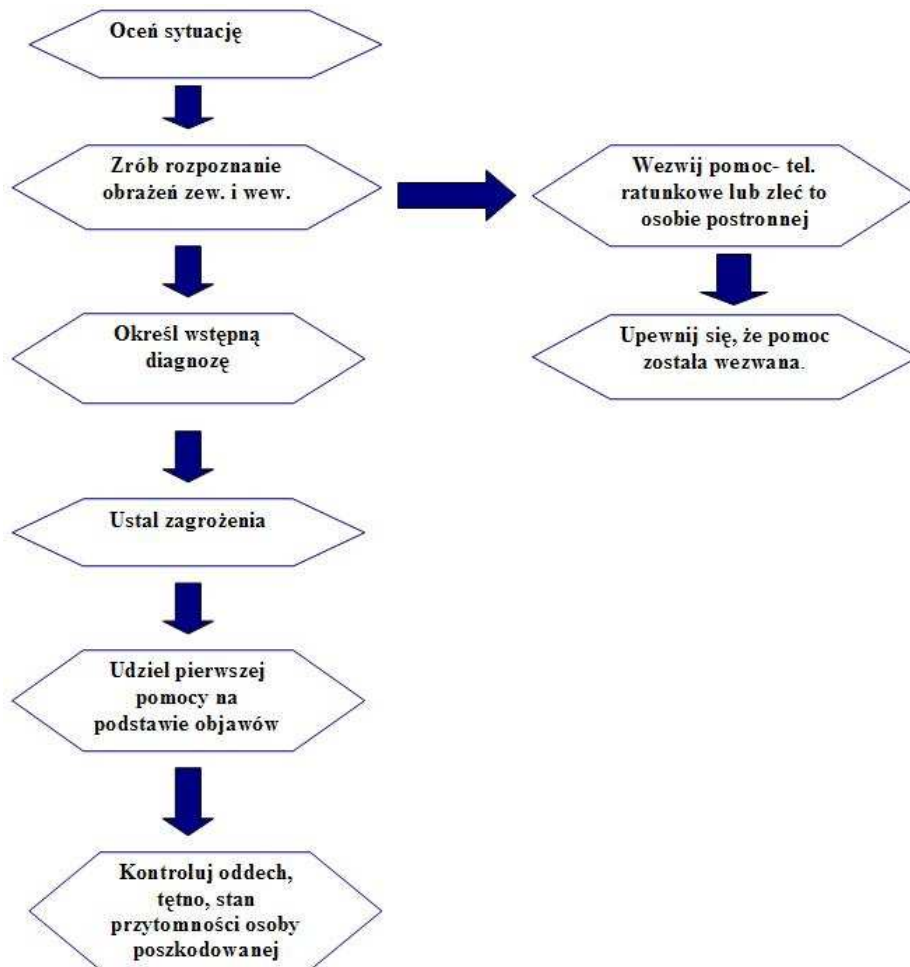 Oceń sytuację
Zrób rozpoznanie
obrażeń zew. i wew.
Wezwij pomoc- tel.
ratunkowe lub zleć to
osobie postronnej
Określ wstępną
diagnozę
Upewnij się, że pomoc
została wezwana.
Ustal zagrożenia
Udziel pierwszej
pomocy na
podstawie objawów
Kontroluj oddech,
tętno, stan
przytomności osoby
poszkodowanej